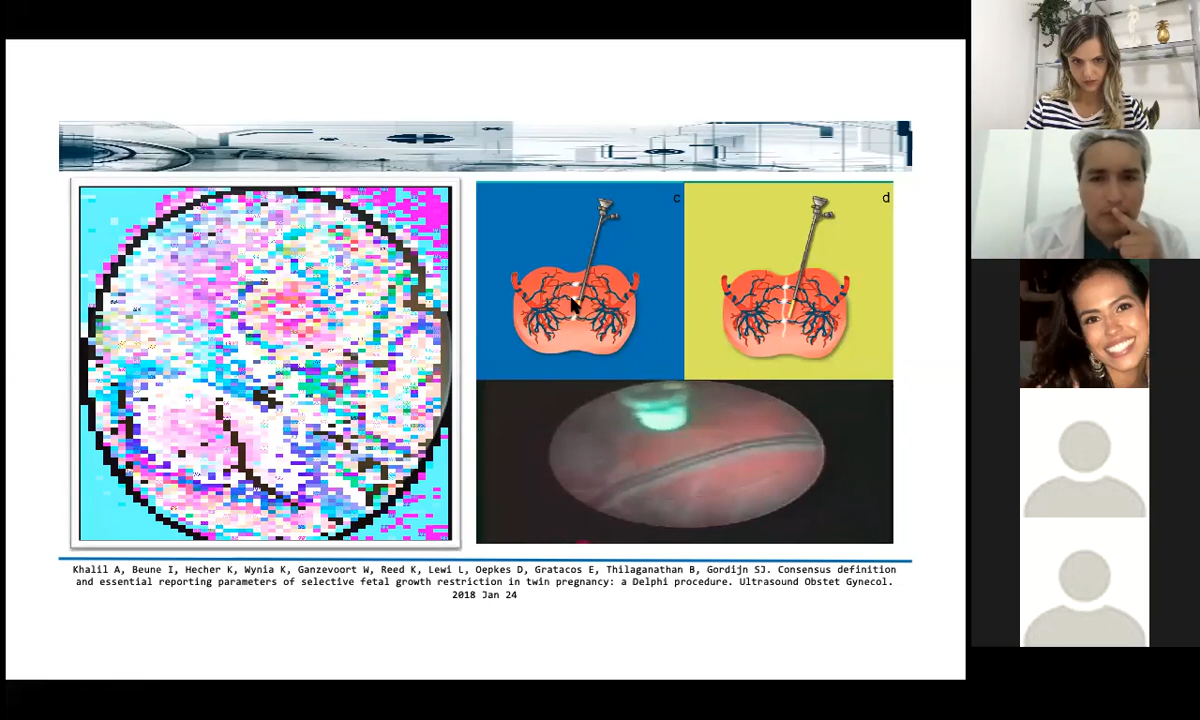 c
d
Khalil A, Beune I, Hecher K, Wynia K, Ganzevoort W, Reed K, Lewi L, Oepkes D, Gratacos E, Thilaganathan B, Gordijn SJ. Consensus definition
and essential reporting parameters of selective fetal growth restriction in twin pregnancy: a Delphi procedure. Ultrasound Obstet Gynecol.
2018 Jan 24